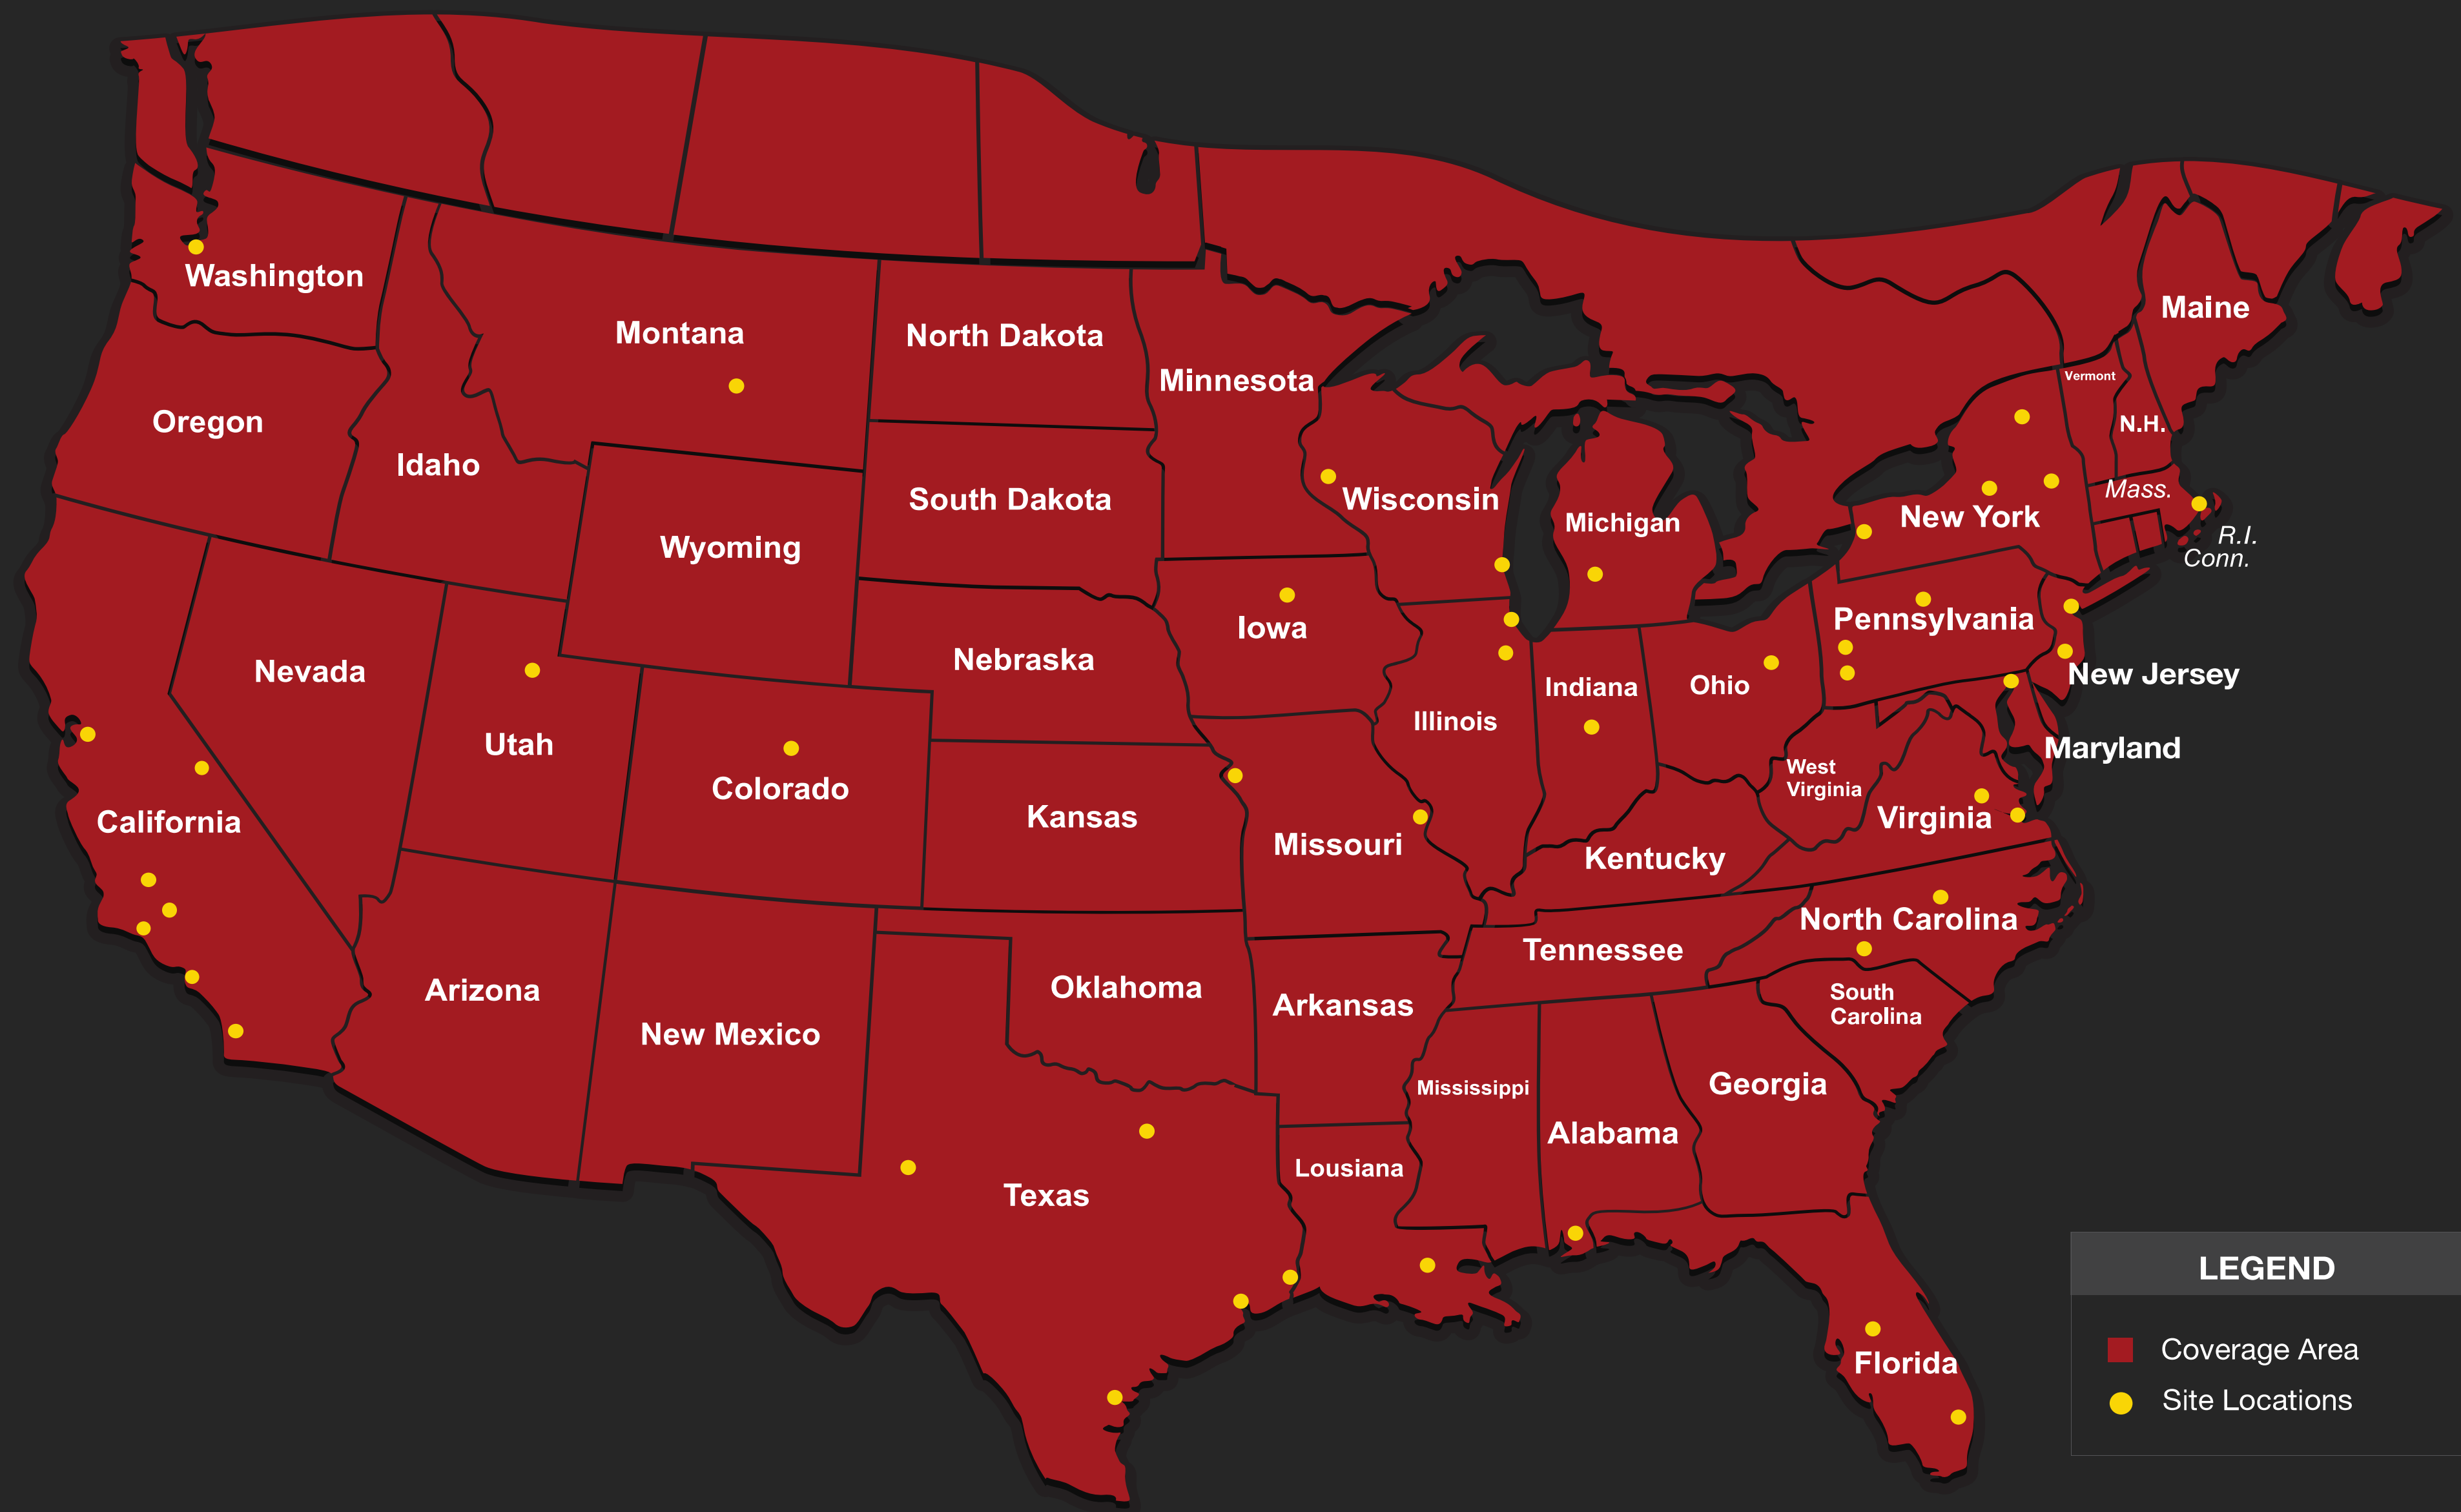 Washington
Montana
North Dakota
Minnesota
Maine
Vermont
Oregon
N.H.
Idaho
South Dakota
Wisconsin
Michigan
Mass.
New York
R.I.
Conn.
Wyoming
Iowa
Pennsylvania
Nevada
Nebraska
Indiana
Ohio
New Jersey
Utah
Illinois
Maryland
Colorado
West
Virginia
California
Kansas
Missouri
Virginia
Kentucky
North Carolina
Tennessee
Arizona
Oklahoma
Arkansas
South
Carolina
New Mexico
Mississippi
Georgia
Alabama
Lousiana
Texas
Florida
LEGEND
Coverage Area
Site Locations